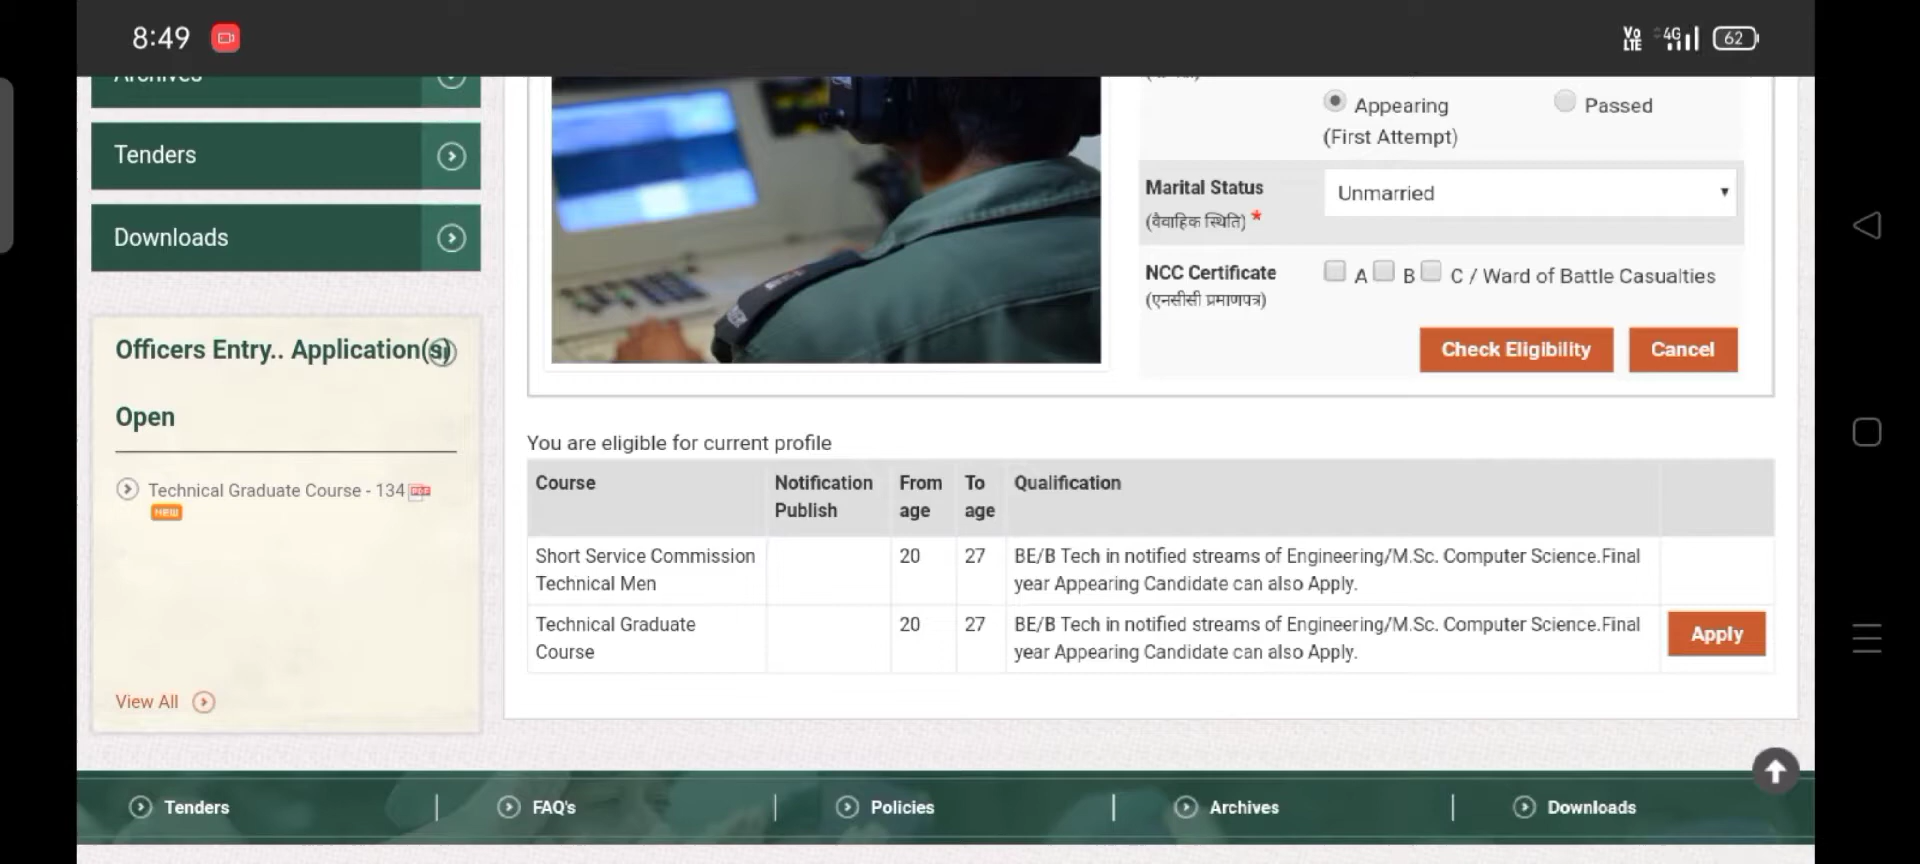 8:49
Vo LTE 4G 62
Archives
Tenders
Downloads
Officers Entry.. Application(s)
Open
Technical Graduate Course - 134
NEW
View All
Appearing Passed
(First Attempt)
Marital Status Unmarried
(वैवाहिक स्थिति) *
NCC Certificate A B C / Ward of Battle Casualties
(एनसीसी प्रमाणपत्र)
Check Eligibility Cancel
You are eligible for current profile
Course Notification From To Qualification
Publish age age
Short Service Commission 20 27 BE/B Tech in notified streams of Engineering/M.Sc. Computer Science.Final
Technical Men year Appearing Candidate can also Apply.
Technical Graduate 20 27 BE/B Tech in notified streams of Engineering/M.Sc. Computer Science.Final
Course year Appearing Candidate can also Apply.
Apply
Tenders | FAQ's | Policies | Archives | Downloads